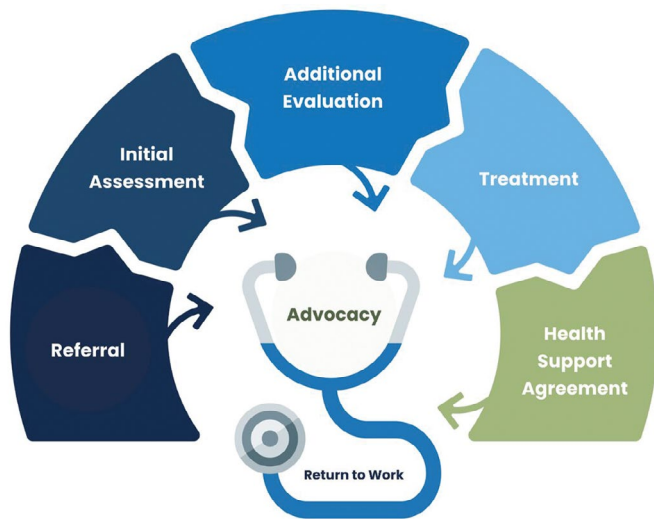 Referral
Initial
Assessment
Additional
Evaluation
Treatment
Health
Support
Agreement
Advocacy
Return to Work